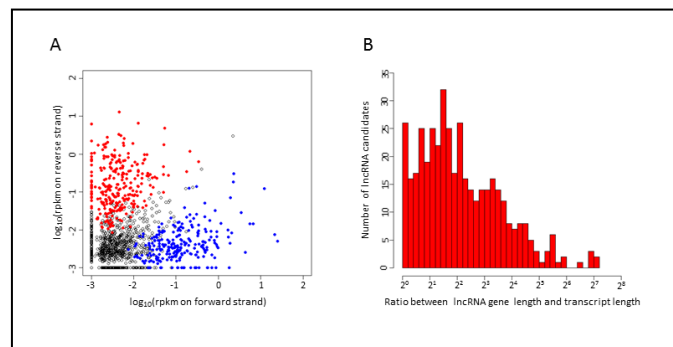 A
log10(rpkm on reverse strand)
2
1
0
-1
-2
-3
-3 -2 -1 0 1 2
log10(rpkm on forward strand)
B
Number of lncRNA candidates
35
30
25
20
15
10
5
0
2^0 2^1 2^2 2^3 2^4 2^5 2^6 2^7 2^8
Ratio between lncRNA gene length and transcript length